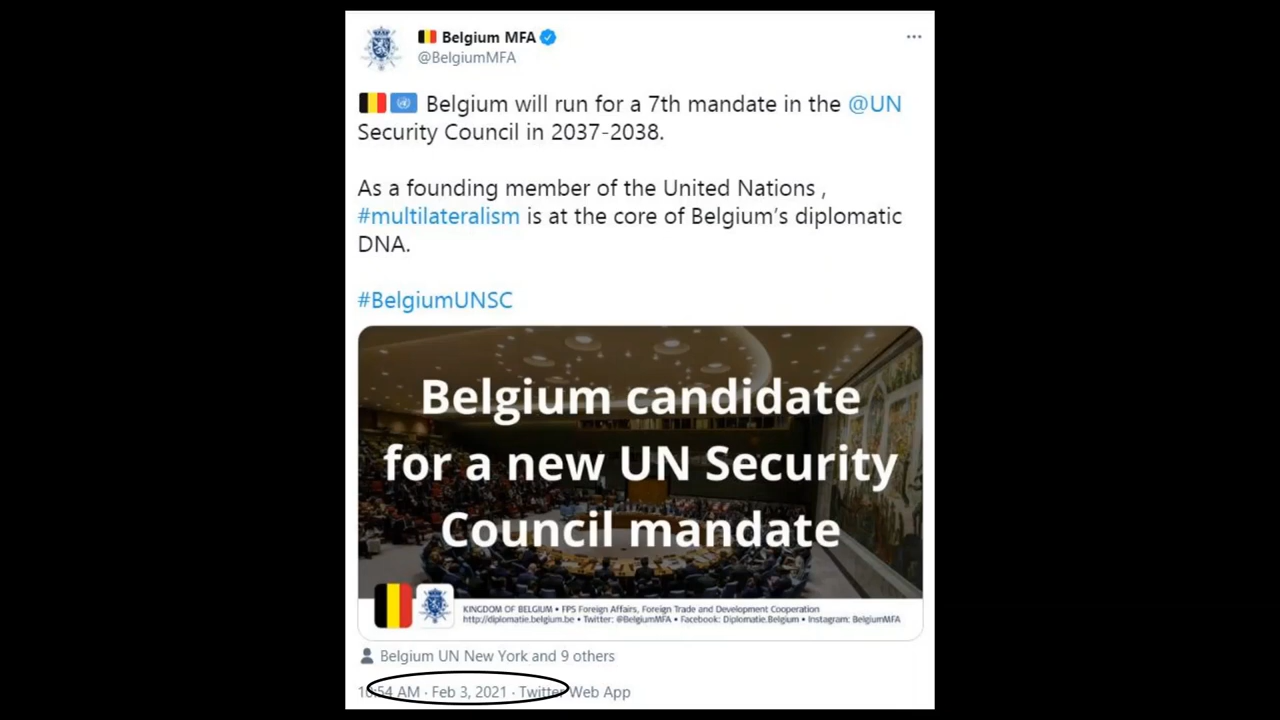 Belgium MFA
@BelgiumMFA
Belgium will run for a 7th mandate in the @UN
Security Council in 2037-2038.
As a founding member of the United Nations ,
#multilateralism is at the core of Belgium's diplomatic
DNA.
#BelgiumUNSC
Belgium candidate
for a new UN Security
Council mandate
KINGDOM OF BELGIUM • FPS Foreign Affairs, Foreign Trade and Development Cooperation
http://diplomatie.belgium.be • Twitter: @BelgiumMFA • Facebook: Diplomatie.Belgium • Instagram: BelgiumMFA
Belgium UN New York and 9 others
AM · Feb 3, 2021 · Twitter Web App